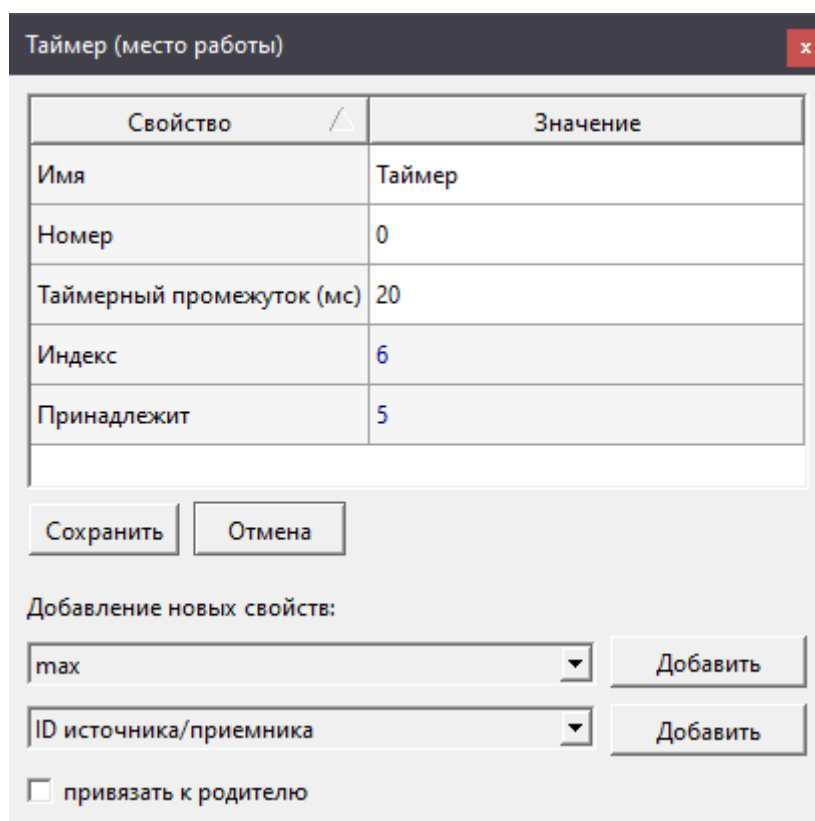 Таймер (место работы) x
Свойство Значение
Имя Таймер
Номер 0
Таймерный промежуток (мс) 20
Индекс 6
Принадлежит 5
Сохранить Отмена
Добавление новых свойств:
max Добавить
ID источника/приемника Добавить
привязать к родителю